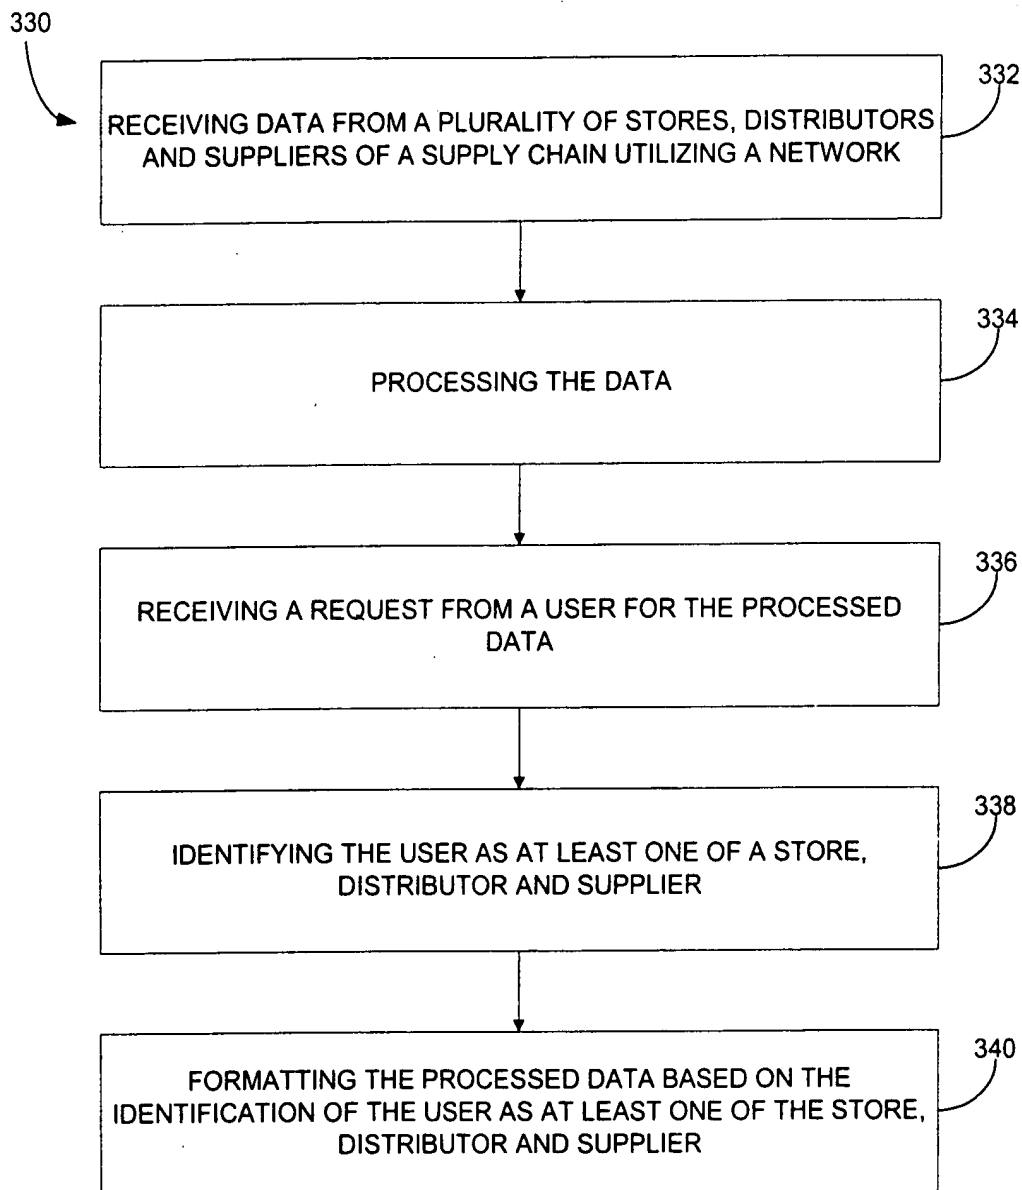 330
332
RECEIVING DATA FROM A PLURALITY OF STORES, DISTRIBUTORS
AND SUPPLIERS OF A SUPPLY CHAIN UTILIZING A NETWORK
334
PROCESSING THE DATA
336
RECEIVING A REQUEST FROM A USER FOR THE PROCESSED
DATA
338
IDENTIFYING THE USER AS AT LEAST ONE OF A STORE,
DISTRIBUTOR AND SUPPLIER
340
FORMATTING THE PROCESSED DATA BASED ON THE
IDENTIFICATION OF THE USER AS AT LEAST ONE OF THE STORE,
DISTRIBUTOR AND SUPPLIER